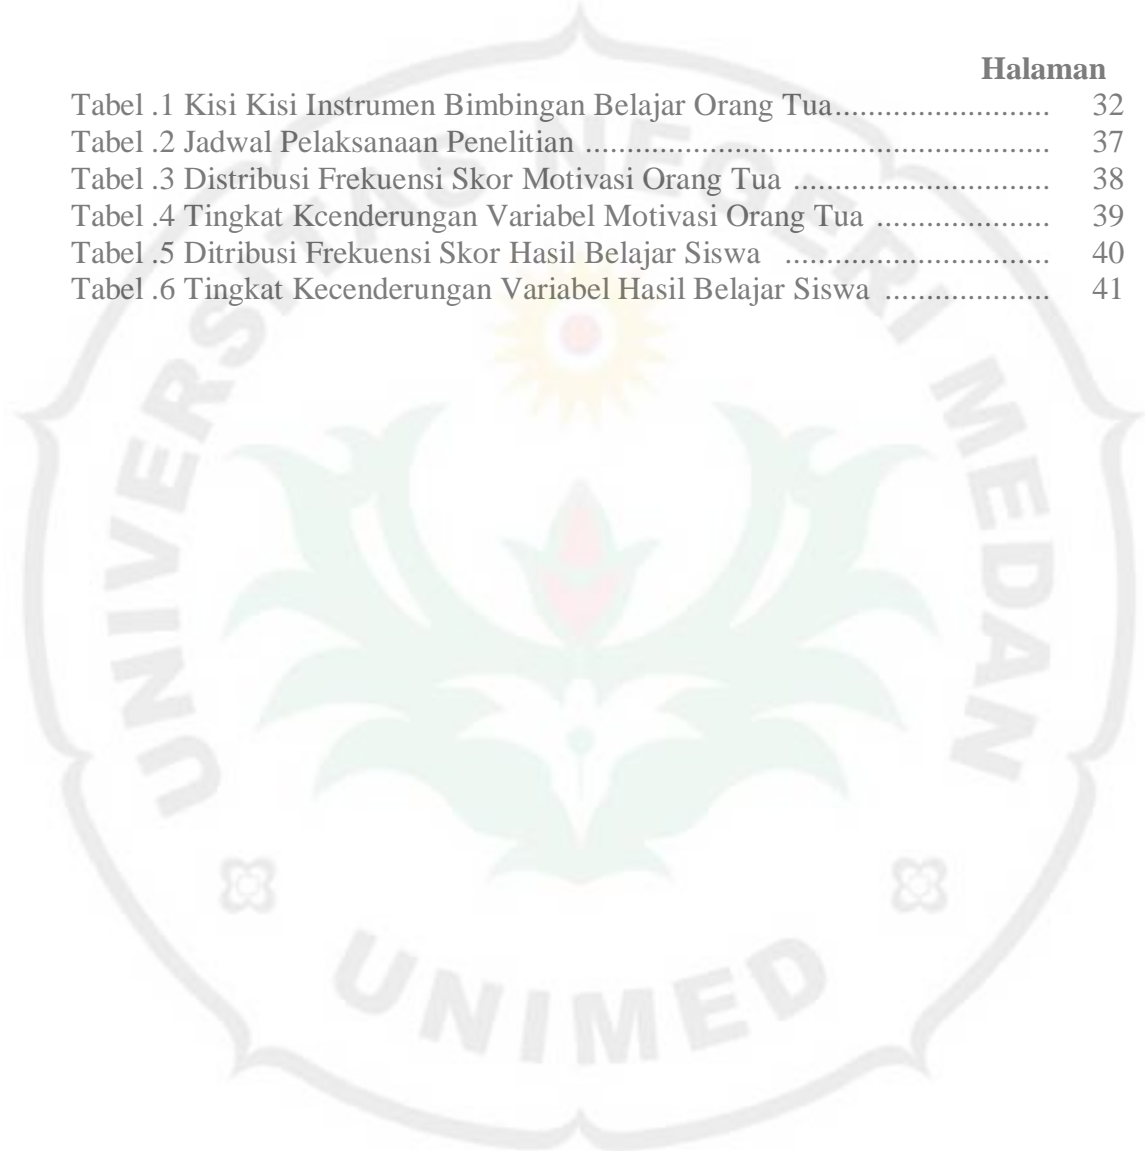 Halaman
Tabel .1 Kisi Kisi Instrumen Bimbingan Belajar Orang Tua.......................... 32
Tabel .2 Jadwal Pelaksanaan Penelitian .................................................. 37
Tabel .3 Distribusi Frekuensi Skor Motivasi Orang Tua ............................ 38
Tabel .4 Tingkat Kcenderungan Variabel Motivasi Orang Tua ................... 39
Tabel .5 Ditribusi Frekuensi Skor Hasil Belajar Siswa ............................. 40
Tabel .6 Tingkat Kecenderungan Variabel Hasil Belajar Siswa ................... 41
UNIVERSITAS NEGERI MEDAN
UNIMED